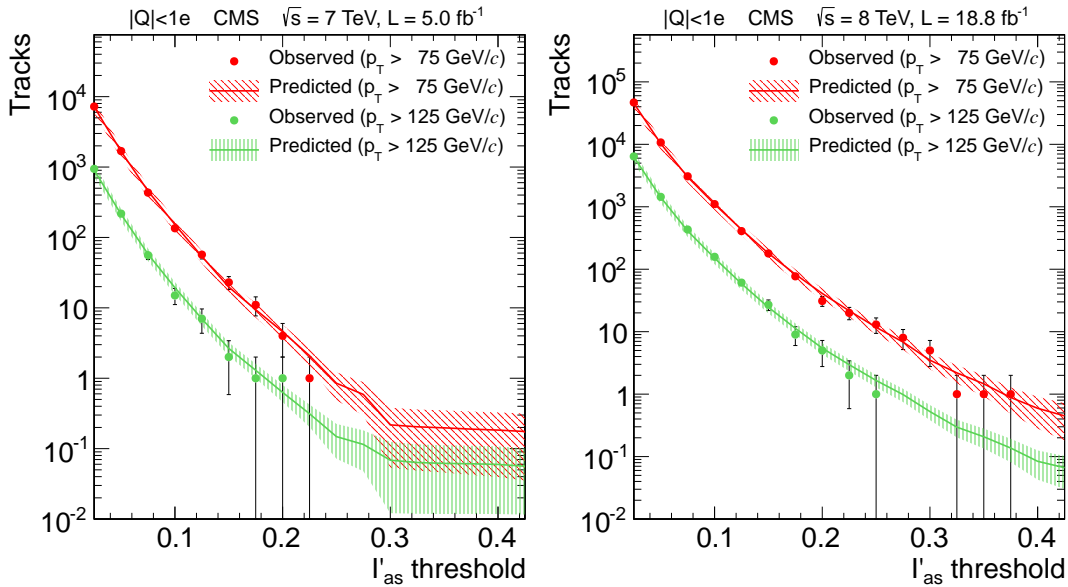 |Q|<1e CMS √s = 7 TeV, L = 5.0 fb⁻¹
Tracks
Observed (p_T > 75 GeV/c)
Predicted (p_T > 75 GeV/c)
Observed (p_T > 125 GeV/c)
Predicted (p_T > 125 GeV/c)
10⁴
10³
10²
10
1
10⁻¹
10⁻²
0.1 0.2 0.3 0.4
I'as threshold
|Q|<1e CMS √s = 8 TeV, L = 18.8 fb⁻¹
Tracks
Observed (p_T > 75 GeV/c)
Predicted (p_T > 75 GeV/c)
Observed (p_T > 125 GeV/c)
Predicted (p_T > 125 GeV/c)
10⁵
10⁴
10³
10²
10
1
10⁻¹
10⁻²
0.1 0.2 0.3 0.4
I'as threshold